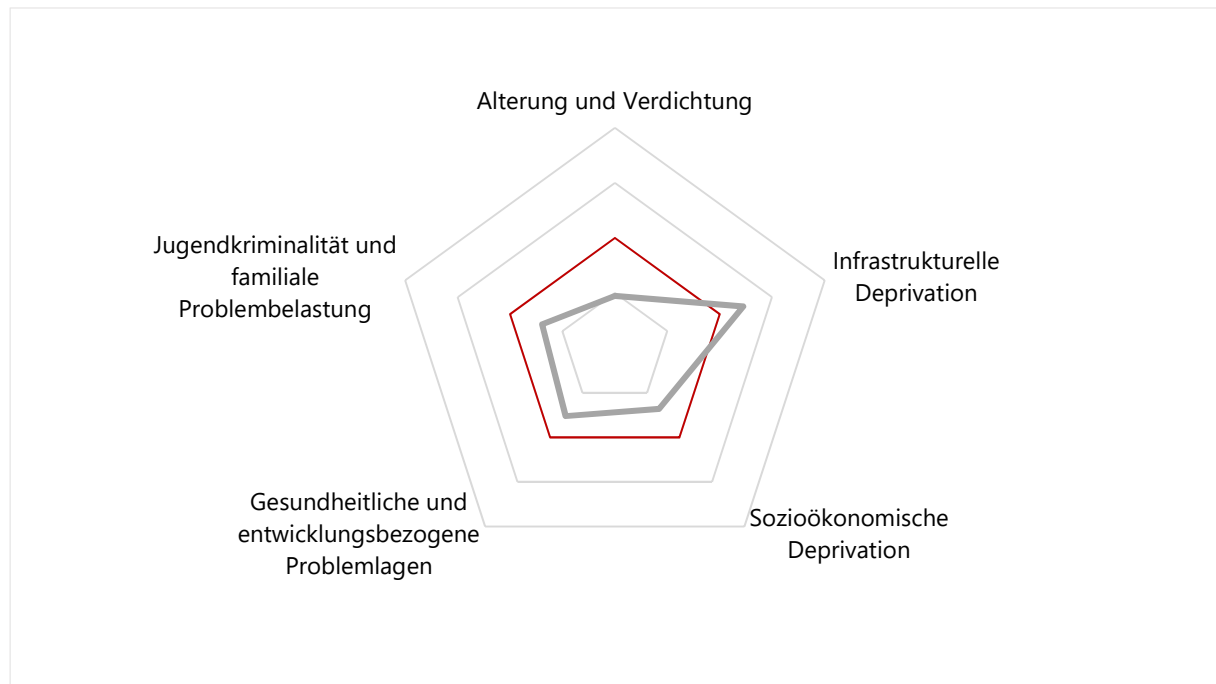 Alterung und Verdichtung
Infrastrukturelle
Deprivation
Sozioökonomische
Deprivation
Gesundheitliche und
entwicklungsbezogene
Problemlagen
Jugendkriminalität und
familiale
Problembelastung